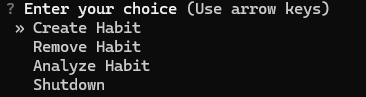 ? Enter your choice (Use arrow keys)
» Create Habit
Remove Habit
Analyze Habit
Shutdown